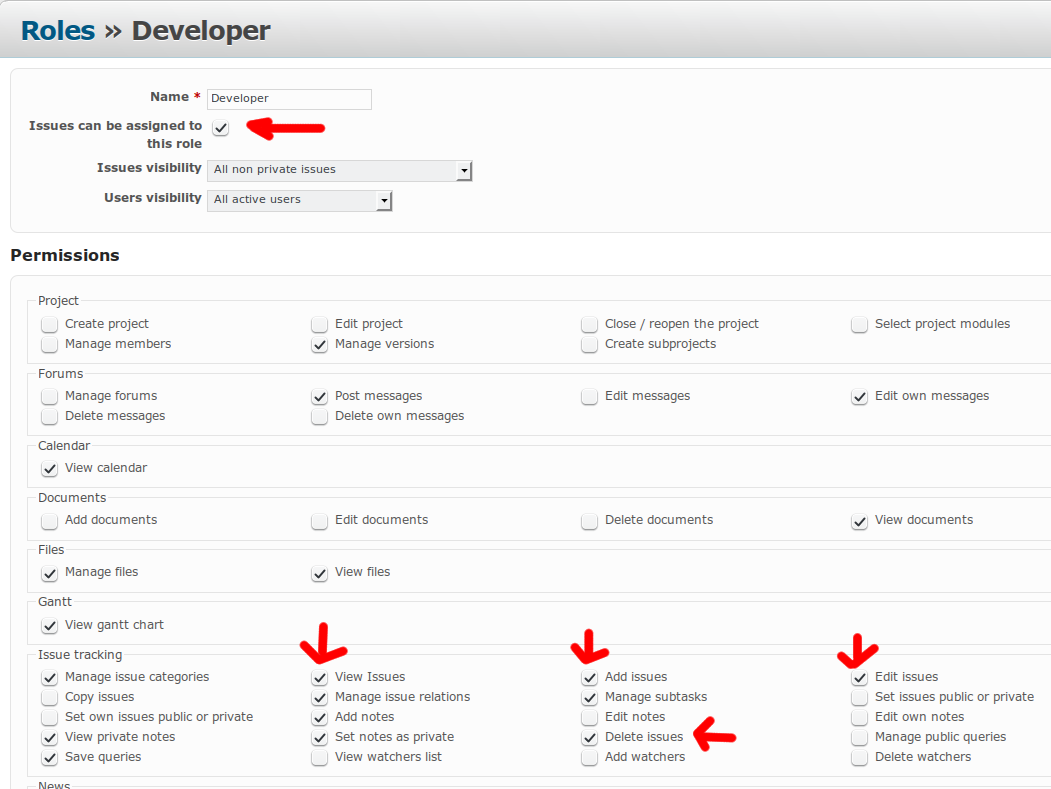 Roles » Developer
Name * Developer
Issues can be assigned to
this role
Issues visibility All non private issues
Users visibility All active users
Permissions
Project
Create project Edit project Close / reopen the project Select project modules
Manage members Manage versions Create subprojects
Forums
Manage forums Post messages Edit messages Edit own messages
Delete messages Delete own messages
Calendar
View calendar
Documents
Add documents Edit documents Delete documents View documents
Files
Manage files View files
Gantt
View gantt chart
Issue tracking
Manage issue categories View Issues Add issues Edit issues
Copy issues Manage issue relations Manage subtasks Set issues public or private
Set own issues public or private Add notes Edit notes Edit own notes
View private notes Set notes as private Delete issues Manage public queries
Save queries View watchers list Add watchers Delete watchers
News